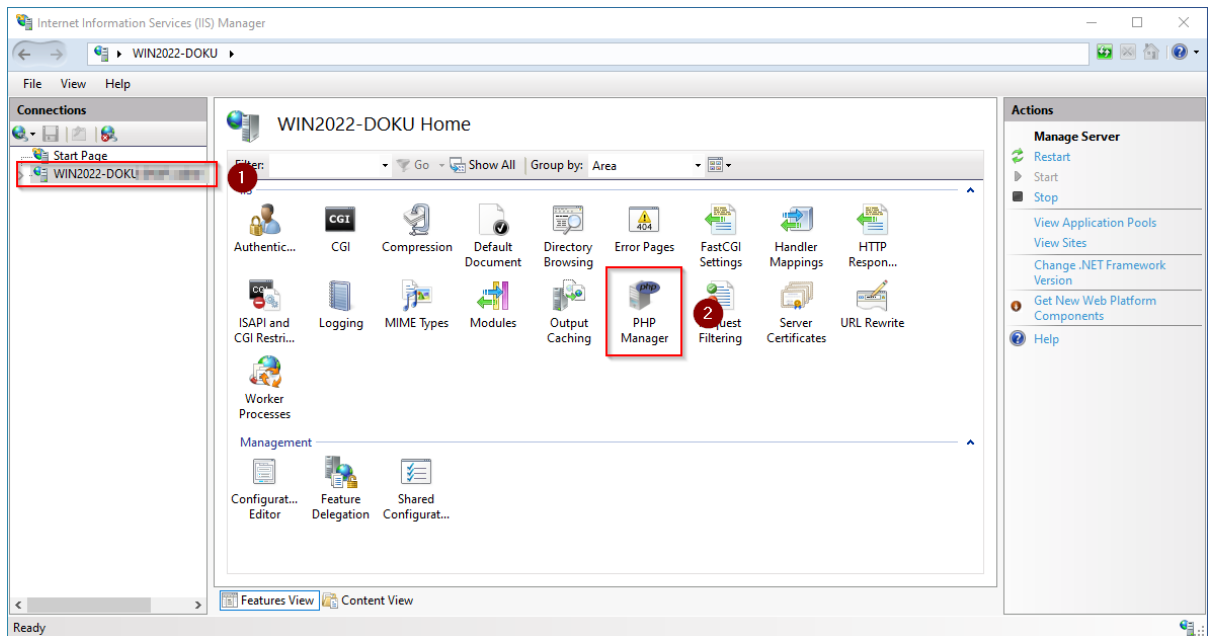 Internet Information Services (IIS) Manager
WIN2022-DOKU
File View Help
Connections
Start Page
WIN2022-DOKU
1
WIN2022-DOKU Home
Filter: Go Show All Group by: Area
IIS
Authentic... CGI Compression Default Document Directory Browsing Error Pages FastCGI Settings Handler Mappings HTTP Respon...
ISAPI and CGI Restri... Logging MIME Types Modules Output Caching PHP Manager 2 Request Filtering Server Certificates URL Rewrite
Worker Processes
Management
Configurat... Editor Feature Delegation Shared Configurat...
Features View Content View
Actions
Manage Server
Restart
Start
Stop
View Application Pools
View Sites
Change .NET Framework
Version
Get New Web Platform
Components
Help
Ready